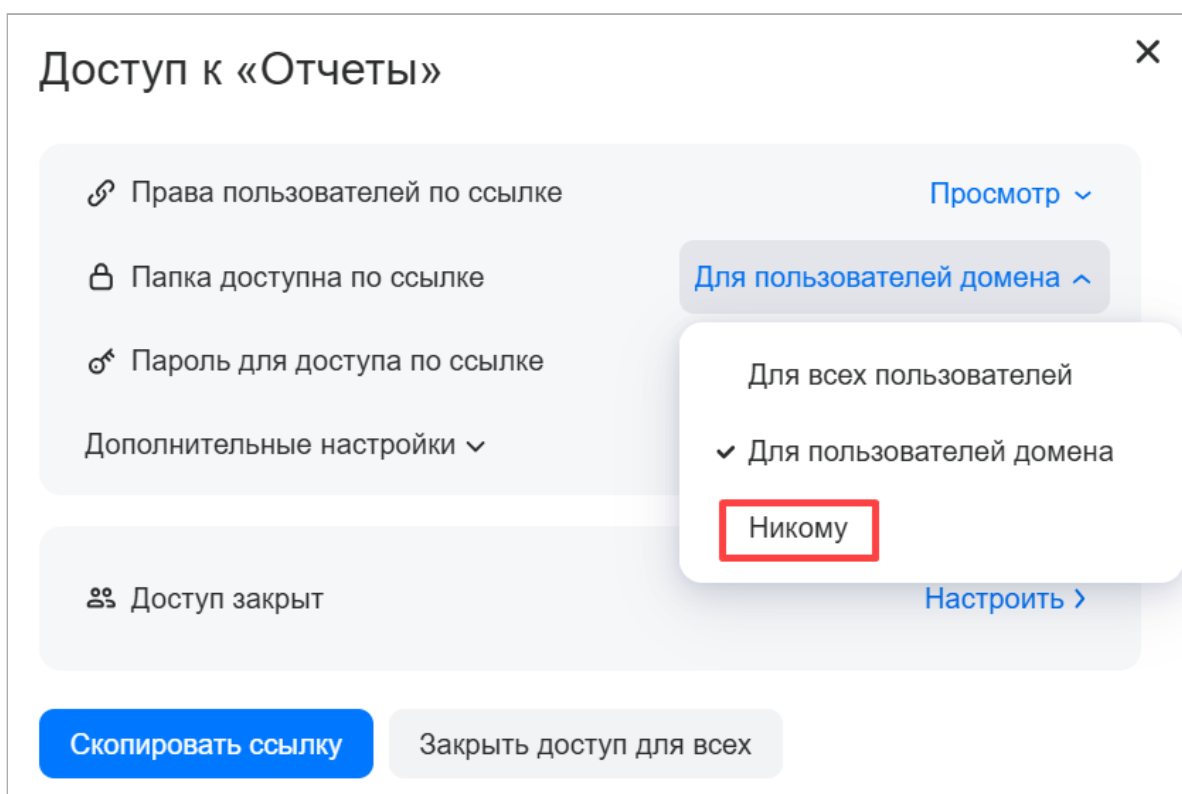 Доступ к «Отчеты»
Права пользователей по ссылке
Просмотр
Папка доступна по ссылке
Для пользователей домена
Пароль для доступа по ссылке
Для всех пользователей
Дополнительные настройки
Для пользователей домена
Никому
Доступ закрыт
Настроить
Скопировать ссылку
Закрыть доступ для всех